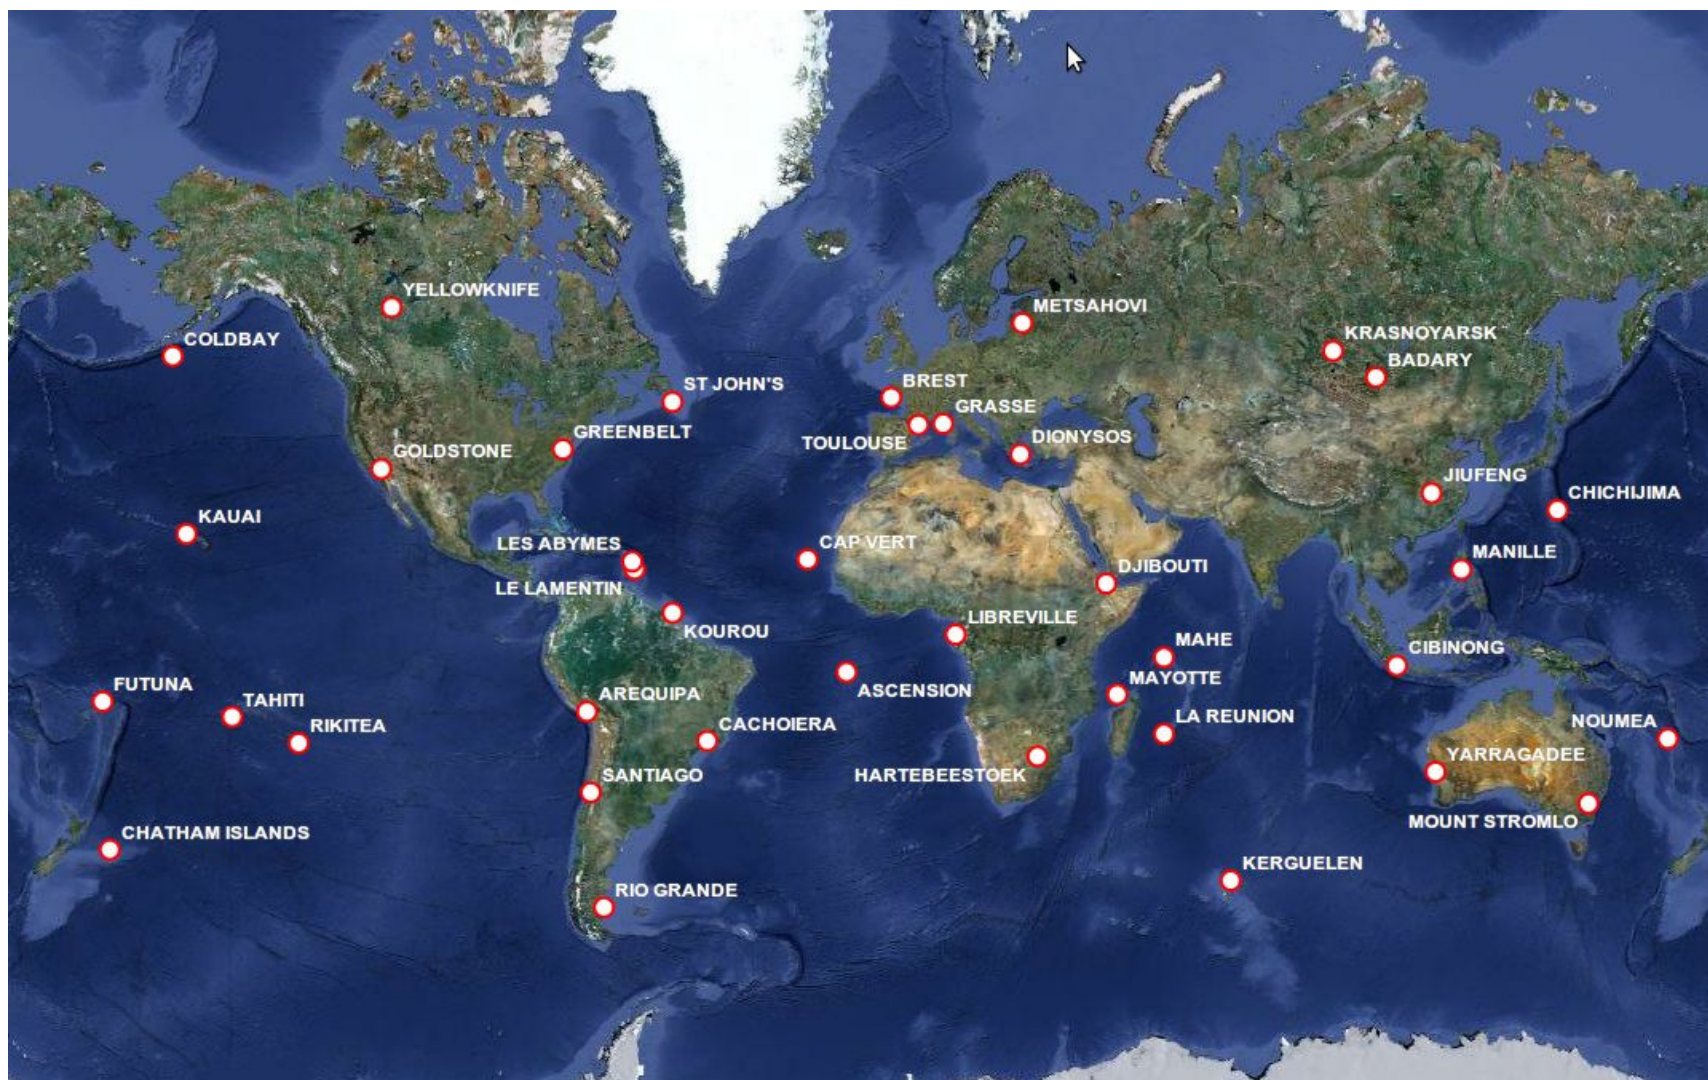 YELLOWKNIFE
METSAHOVI
COLDBAY
KRASNOYARSK
BADARY
ST JOHN'S
BREST
GRASSE
GREENBELT
TOULOUSE
DIONYSOS
GOLDSTONE
JIUFENG
CHICHIJIMA
KAUAI
LES ABYMES
CAP VERT
MANILLE
DJIBOUTI
LE LAMENTIN
LIBREVILLE
KOUROU
MAHE
CIBINONG
MAYOTTE
FUTUNA
ASCENSION
AREQUIPA
TAHITI
RIKITEA
CACHOIERA
LA REUNION
NOUMEA
YARRAGADEE
SANTIAGO
HARTEBEESTOEK
MOUNT STROMLO
CHATHAM ISLANDS
KERGUELEN
RIO GRANDE